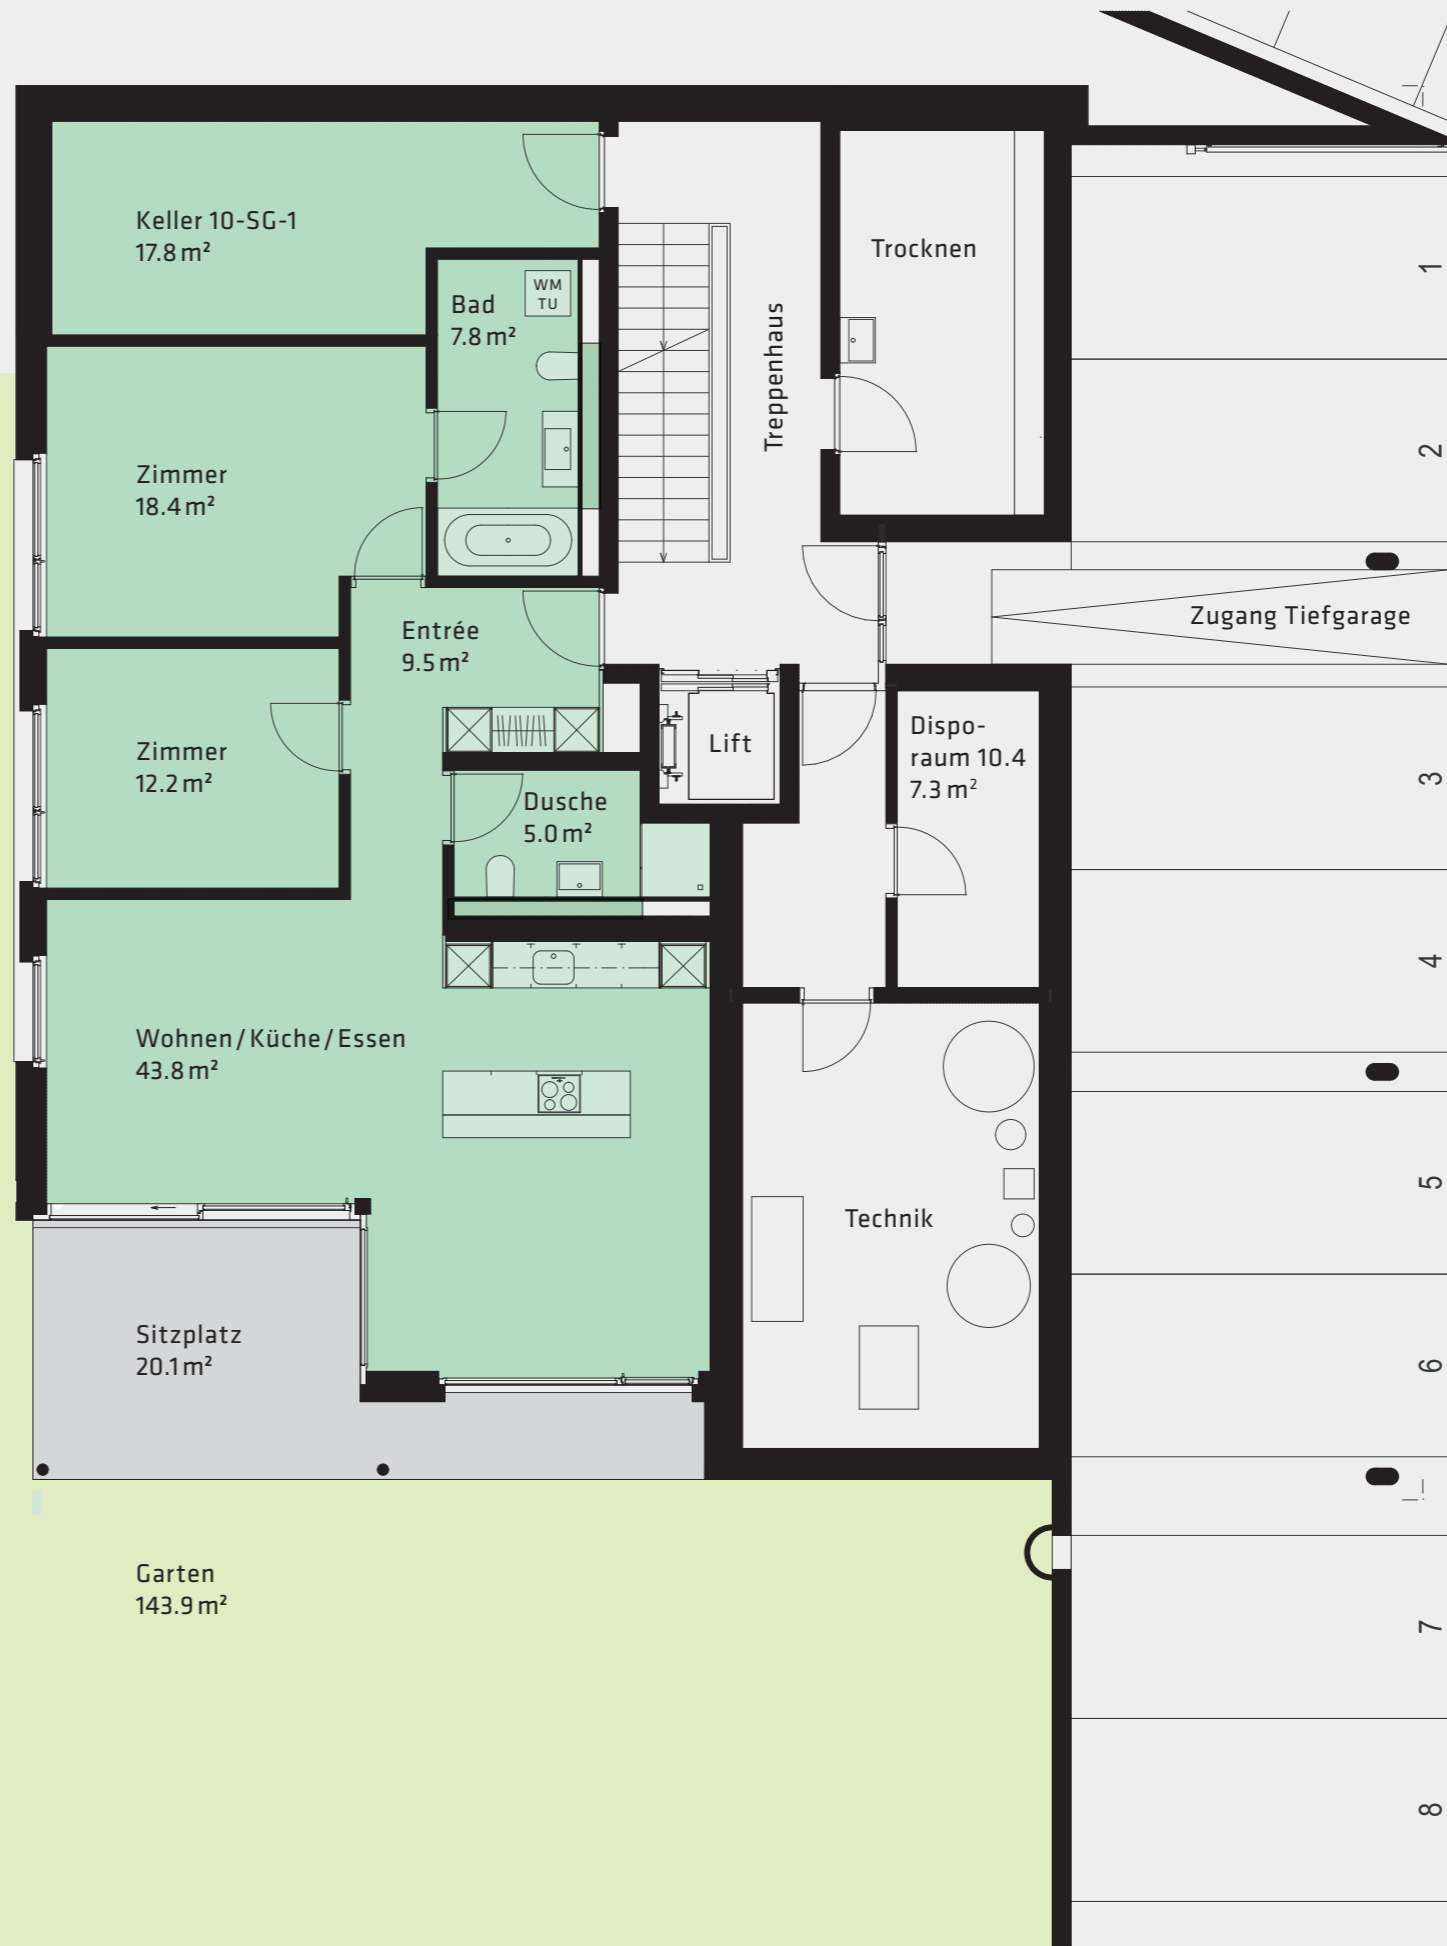 Keller 10-SG-1
17.8 m²
Trocknen
1
Bad
7.8 m²
WM
TU
Treppenhaus
2
Zimmer
18.4 m²
Entrée
9.5 m²
Zugang Tiefgarage
Zimmer
12.2 m²
Lift
Dispo-
raum 10.4
7.3 m²
3
Dusche
5.0 m²
4
Wohnen / Küche / Essen
43.8 m²
5
Technik
Sitzplatz
20.1 m²
6
Garten
143.9 m²
7
8